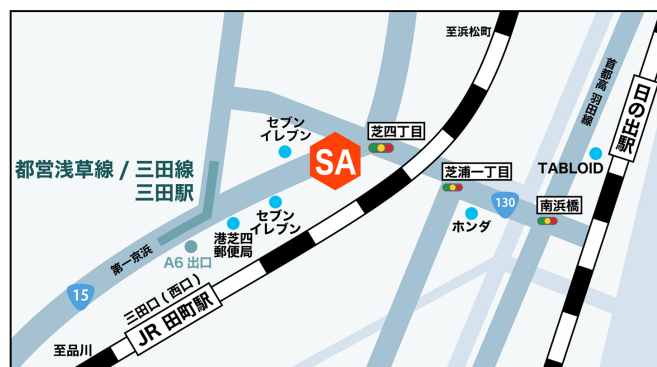 至浜松町
首都高 羽田線
日の出駅
セブン
イレブン
芝四丁目
SA
都営浅草線 / 三田線
三田駅
芝浦一丁目
TABLOID
130
南浜橋
ホンダ
セブン
イレブン
港芝四
郵便局
第一京浜
A6 出口
15
三田口 ( 西口 )
JR 田町駅
至品川